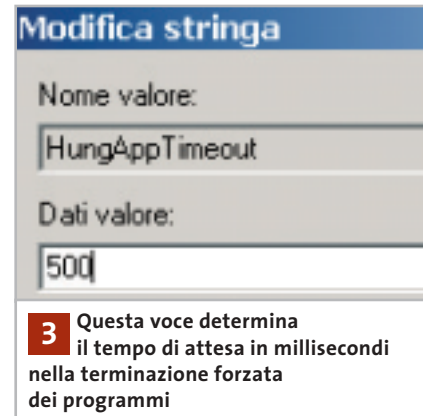 Modifica stringa
Nome valore:
HungAppTimeout
Dati valore:
500
3 Questa voce determina
il tempo di attesa in millisecondi
nella terminazione forzata
dei programmi